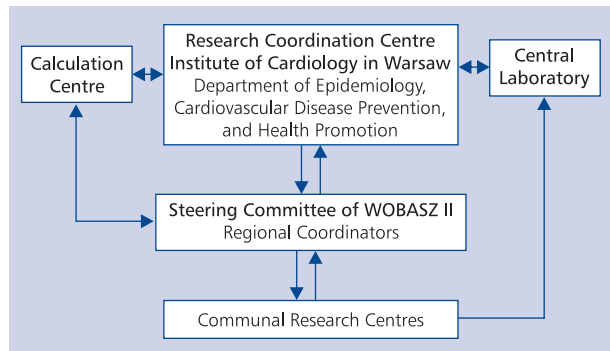 Research Coordination Centre
Institute of Cardiology in Warsaw
Department of Epidemiology,
Cardiovascular Disease Prevention,
and Health Promotion
Calculation
Centre
Central
Laboratory
Steering Committee of WOBASZ II
Regional Coordinators
Communal Research Centres